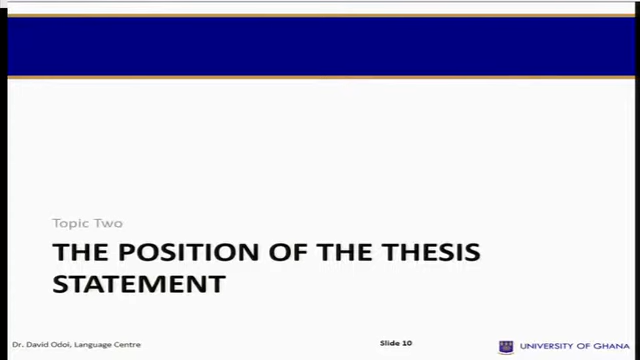 Topic Two
THE POSITION OF THE THESIS
STATEMENT
Dr. David Odoi, Language Centre
Slide 10
UNIVERSITY OF GHANA